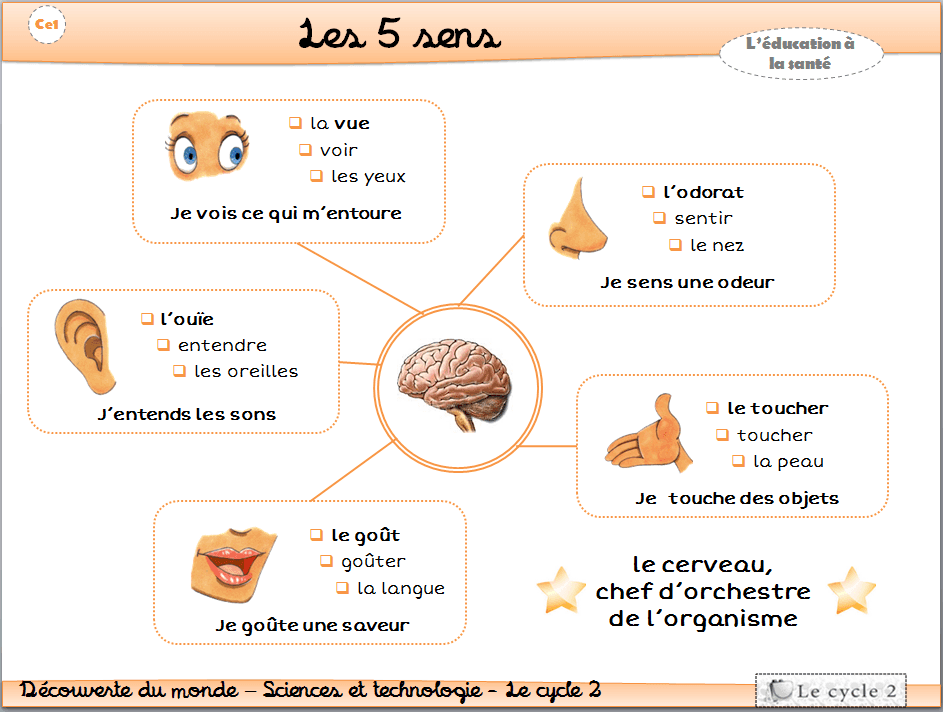 Ce1
Les 5 sens
L'éducation à
la santé
la vue
voir
les yeux
Je vois ce qui m'entoure
l'odorat
sentir
le nez
Je sens une odeur
l'ouïe
entendre
les oreilles
J'entends les sons
le toucher
toucher
la peau
Je touche des objets
le goût
goûter
la langue
Je goûte une saveur
le cerveau,
chef d'orchestre
de l'organisme
Découverte du monde – Sciences et technologie - Le cycle 2
Le cycle 2